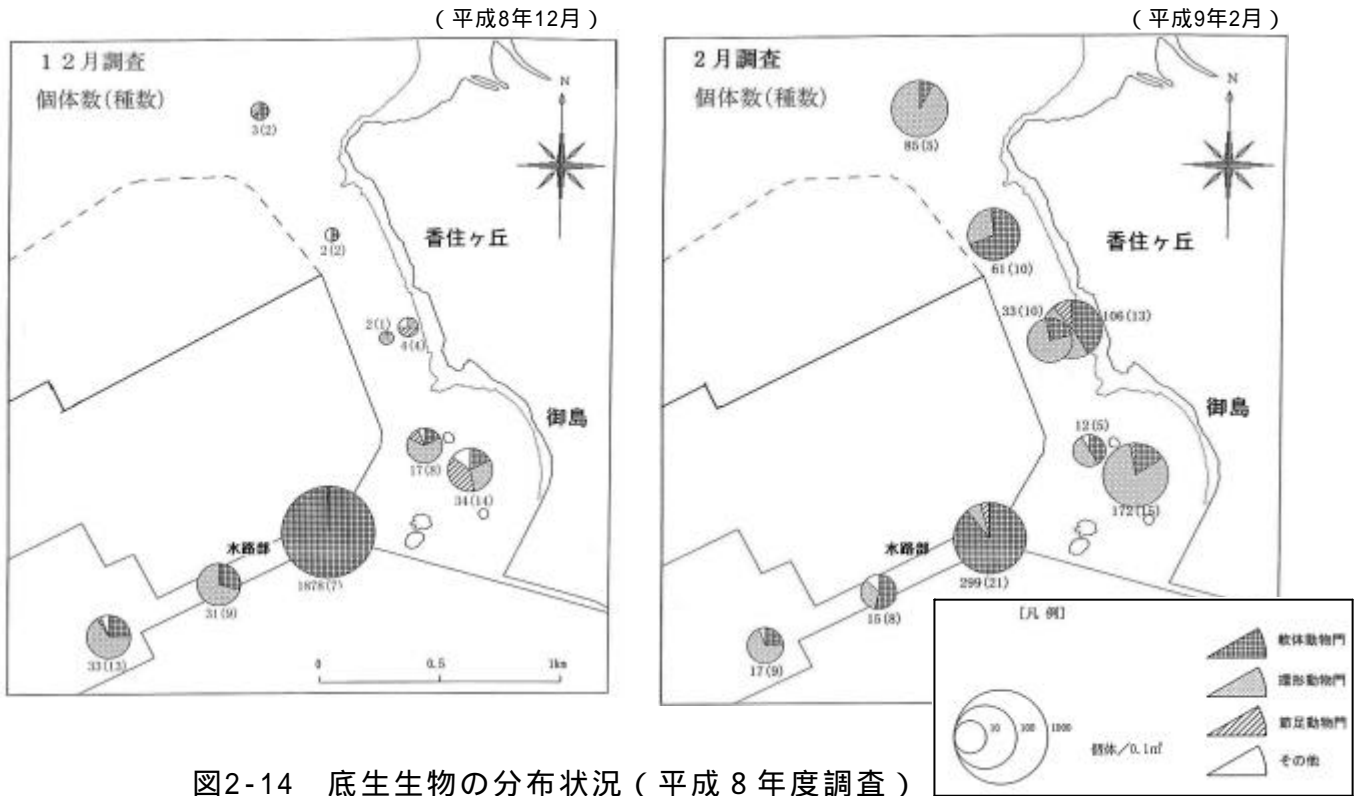 (平成8年12月)
(平成9年2月)
12月調査
個体数(種数)
N
3(2)
2(2)
香住ヶ丘
2(1)
4(4)
御島
17(8)
34(14)
水路部
1878(7)
31(9)
33(13)
0 0.5 1km
2月調査
個体数(種数)
N
85(5)
香住ヶ丘
61(10)
33(10)
106(13)
御島
12(5)
172(15)
水路部
299(21)
15(8)
17(9)
[凡 例]
軟体動物門
環形動物門
節足動物門
その他
10 100 1000
個体/0.1㎡
図2-14 底生生物の分布状況(平成8年度調査)